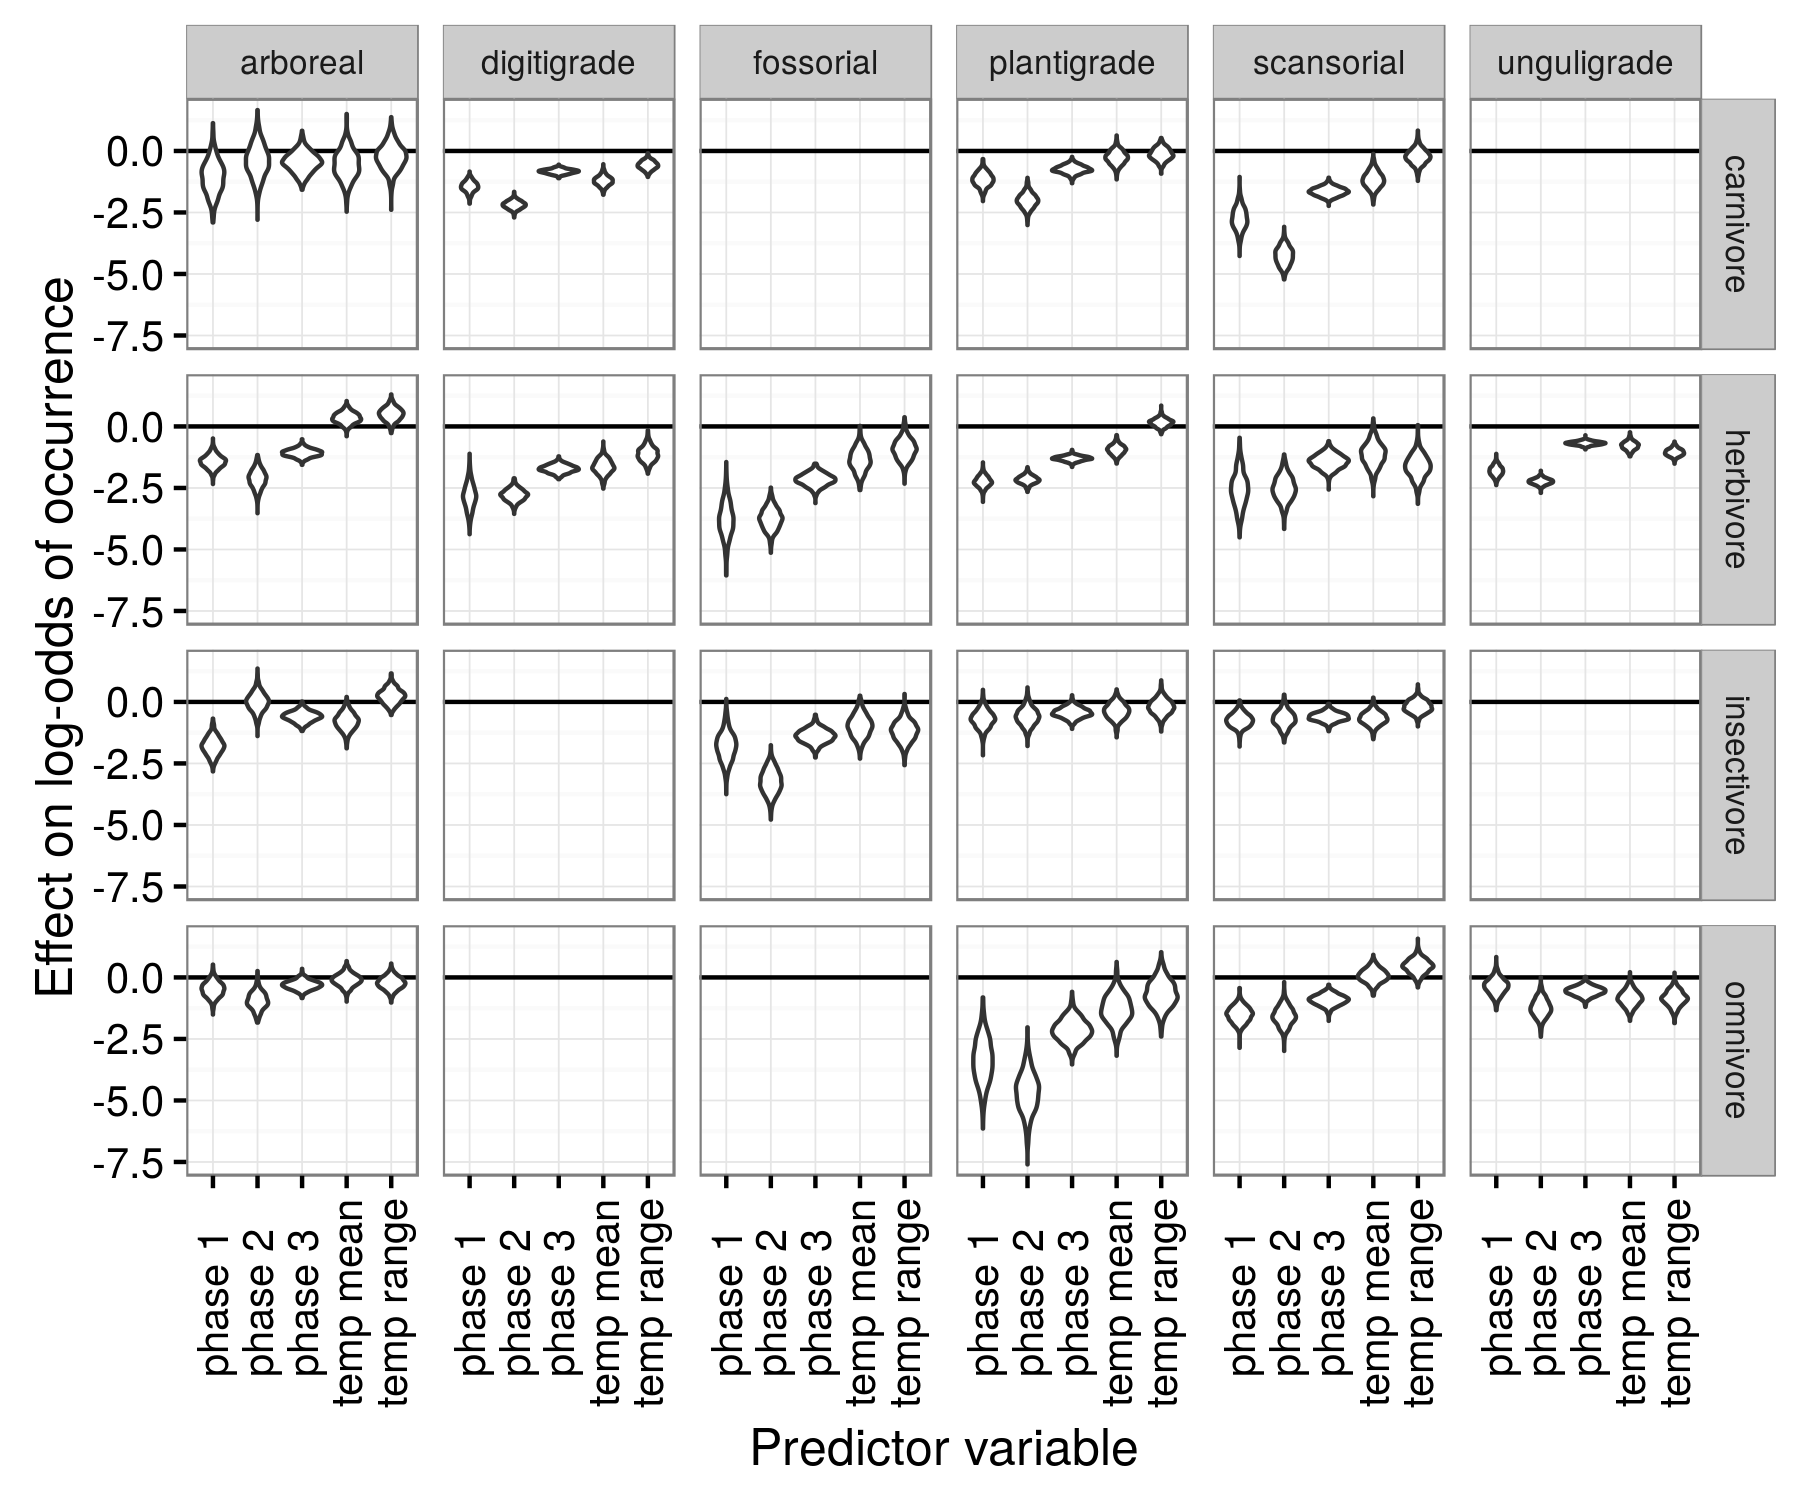 arboreal digitigrade fossorial plantigrade scansorial unguligrade
Effect on log-odds of occurrence
0.0
-2.5
-5.0
-7.5
carnivore
0.0
-2.5
-5.0
-7.5
herbivore
0.0
-2.5
-5.0
-7.5
insectivore
0.0
-2.5
-5.0
-7.5
omnivore
phase 1
phase 2
phase 3
temp mean
temp range
phase 1
phase 2
phase 3
temp mean
temp range
phase 1
phase 2
phase 3
temp mean
temp range
phase 1
phase 2
phase 3
temp mean
temp range
phase 1
phase 2
phase 3
temp mean
temp range
phase 1
phase 2
phase 3
temp mean
temp range
Predictor variable